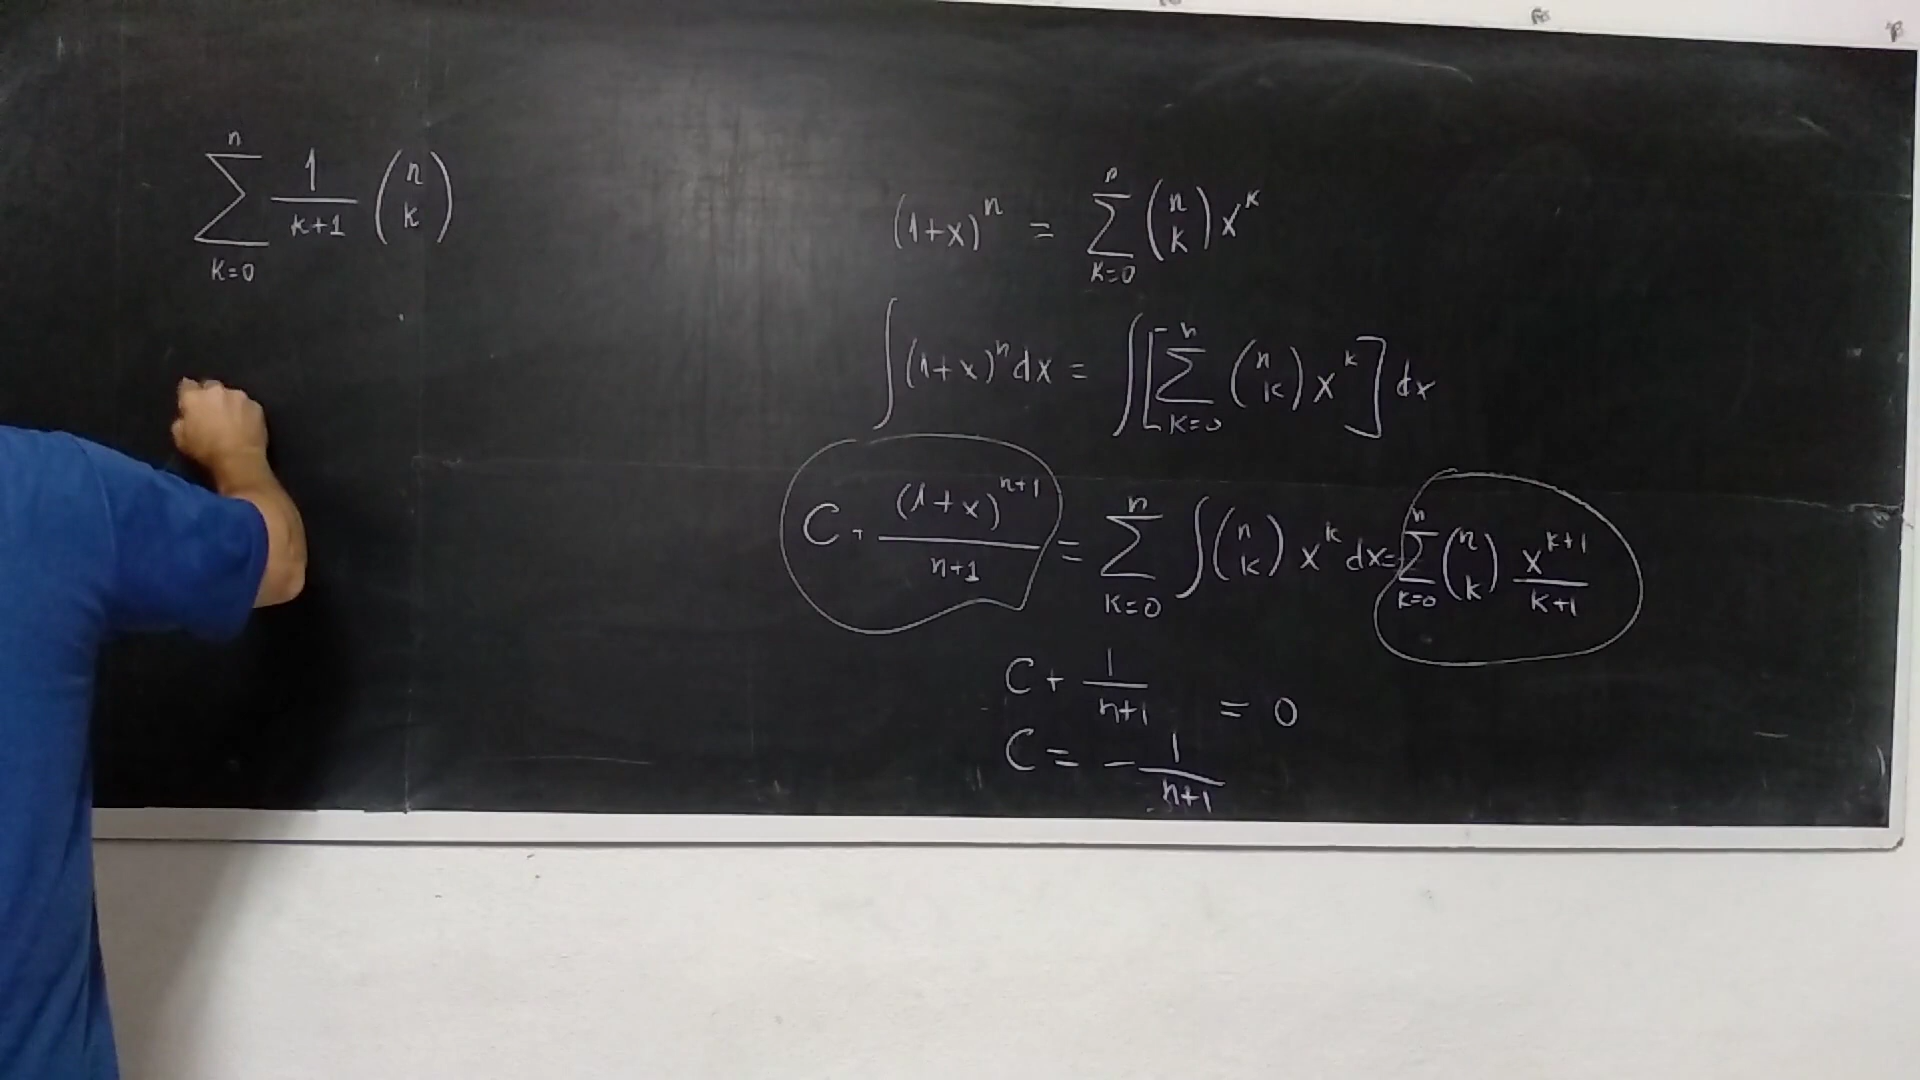 \sum_{k=0}^{n} \frac{1}{k+1} \binom{n}{k}
(1+x)^n = \sum_{k=0}^{n} \binom{n}{k} x^k
\int (1+x)^n dx = \int \left[ \sum_{k=0}^{n} \binom{n}{k} x^k \right] dx
C + \frac{(1+x)^{n+1}}{n+1} = \sum_{k=0}^{n} \int \binom{n}{k} x^k dx = \sum_{k=0}^{n} \binom{n}{k} \frac{x^{k+1}}{k+1}
C + \frac{1}{n+1} = 0
C = -\frac{1}{n+1}